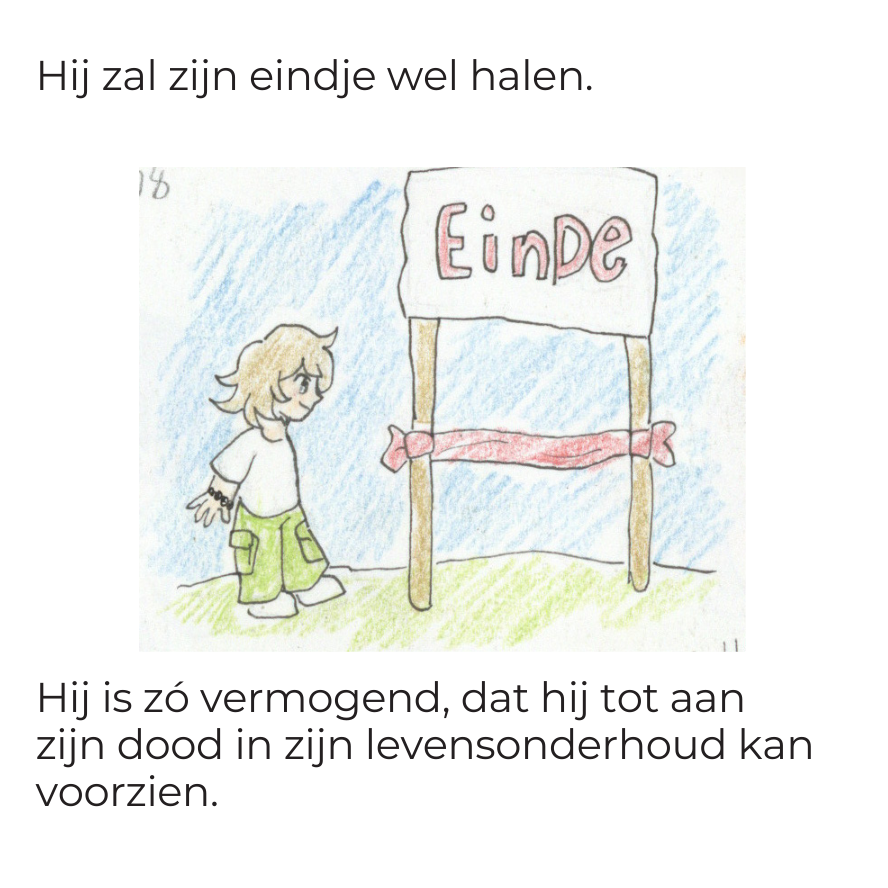 Hij zal zijn eindje wel halen.
18
Einde
Hij is zó vermogend, dat hij tot aan
zijn dood in zijn levensonderhoud kan
voorzien.